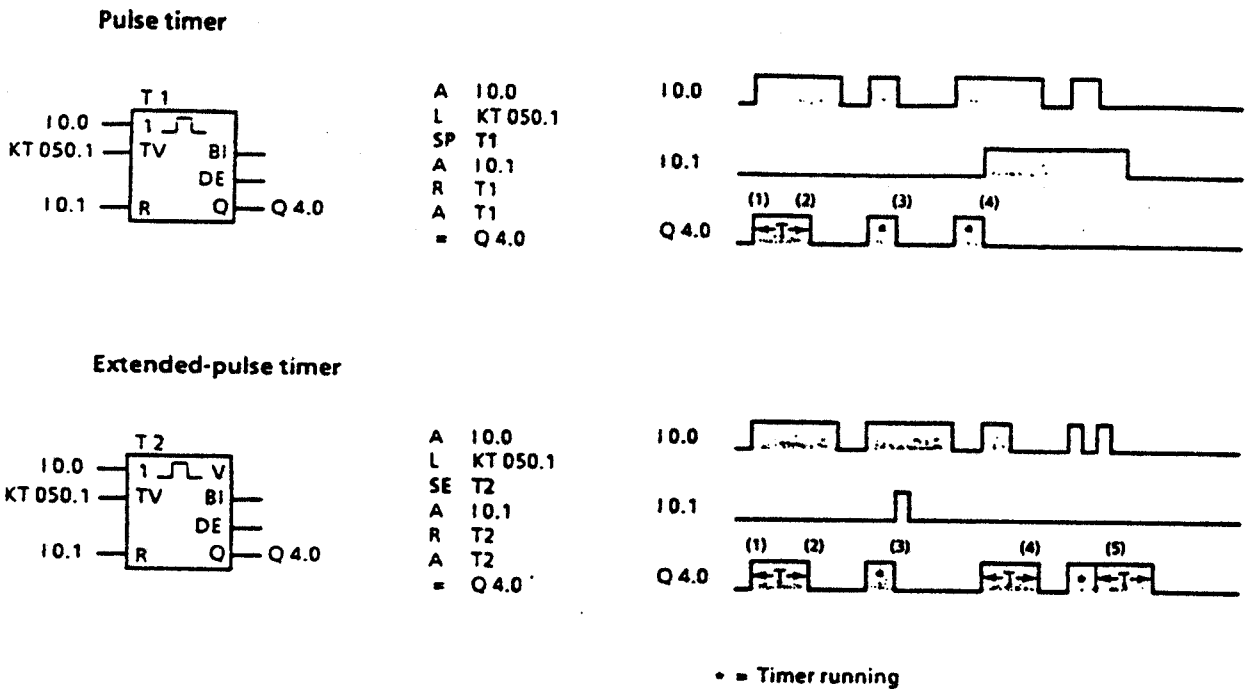 Pulse timer
T 1
I 0.0
1
KT 050.1
TV
BI
DE
I 0.1
R
Q
Q 4.0
A I 0.0
L KT 050.1
SP T1
A I 0.1
R T1
A T1
= Q 4.0
I 0.0
I 0.1
(1) (2) (3) (4)
Q 4.0
T * *
Extended-pulse timer
T 2
I 0.0
1 V
KT 050.1
TV
BI
DE
I 0.1
R
Q
Q 4.0
A I 0.0
L KT 050.1
SE T2
A I 0.1
R T2
A T2
= Q 4.0
I 0.0
I 0.1
(1) (2) (3) (4) (5)
Q 4.0
T * T * T
* = Timer running